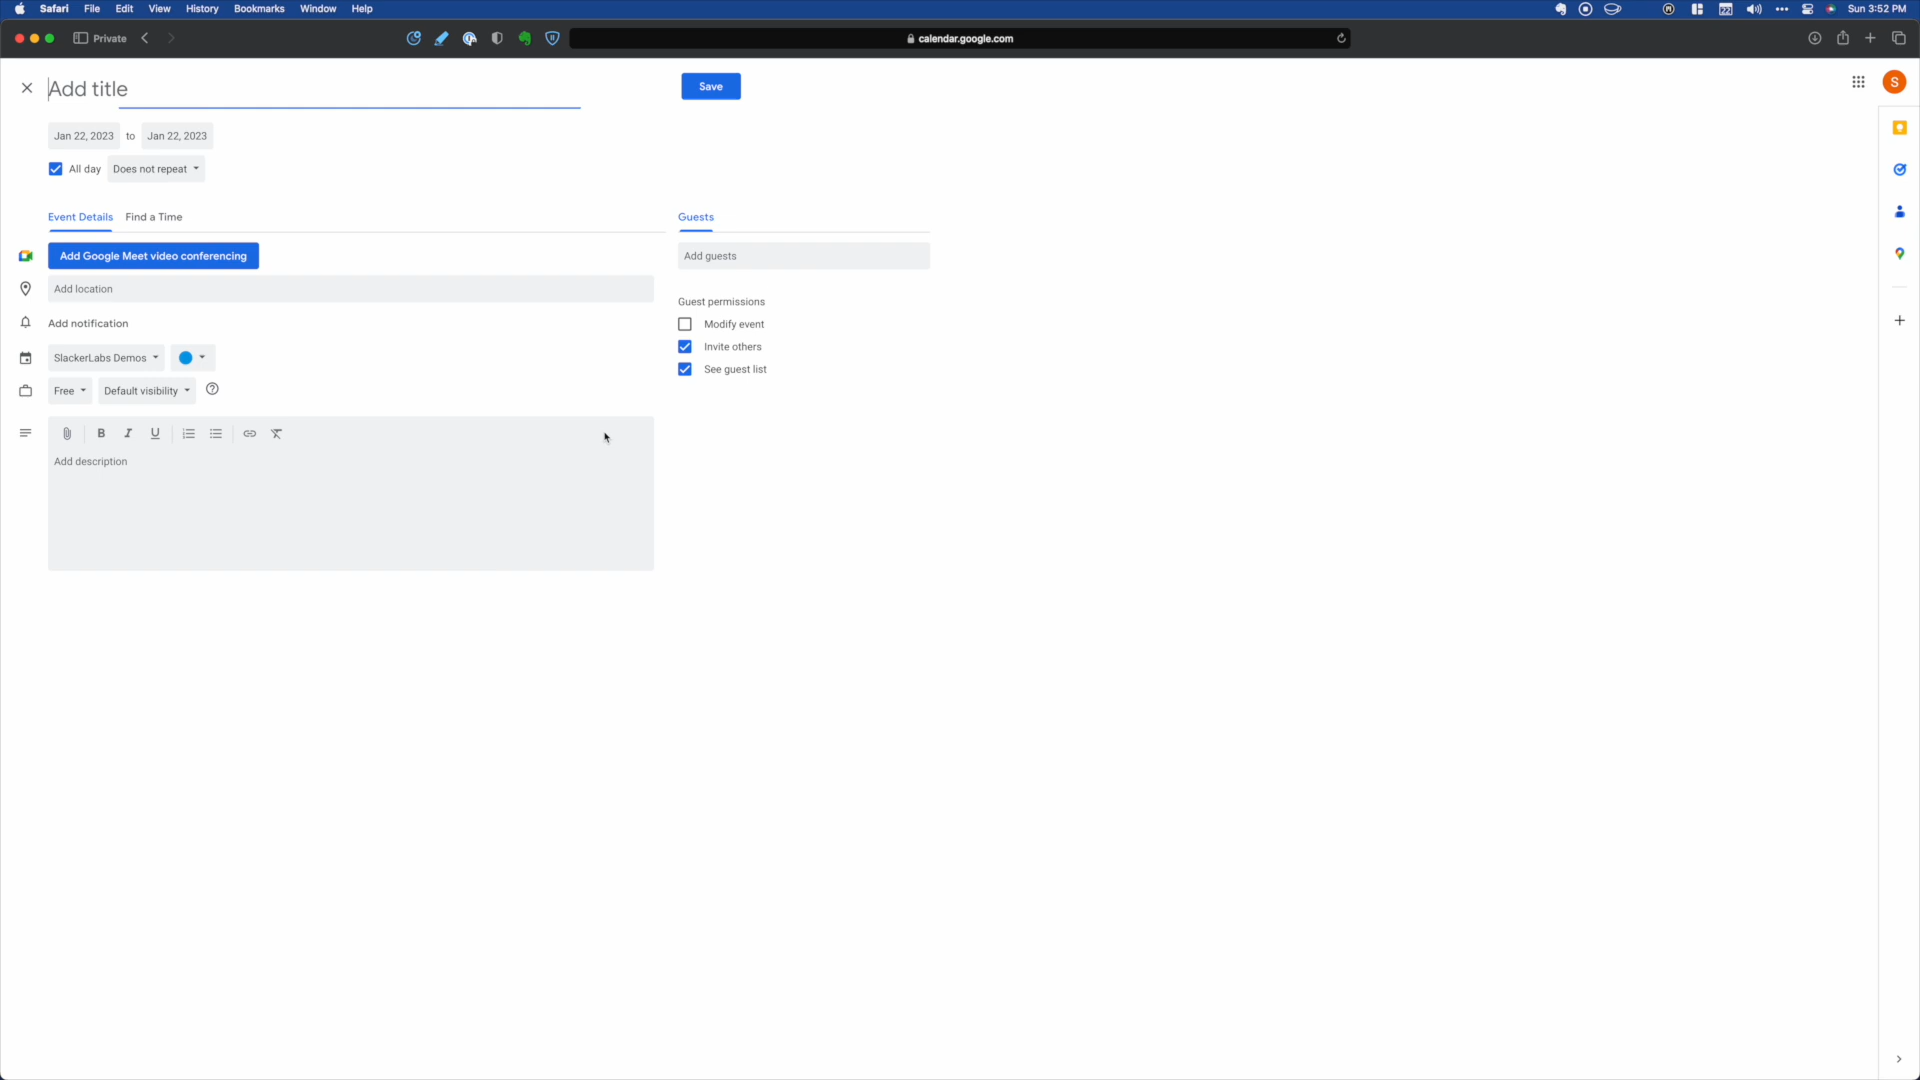 Safari File Edit View History Bookmarks Window Help 22 Sun 3:52 PM
Private calendar.google.com
Add title Save S
Jan 22, 2023 to Jan 22, 2023
All day Does not repeat
Event Details Find a Time Guests
Add Google Meet video conferencing Add guests
Add location
Guest permissions
Add notification Modify event
Invite others
SlackerLabs Demos
See guest list
Free Default visibility
B I U
Add description